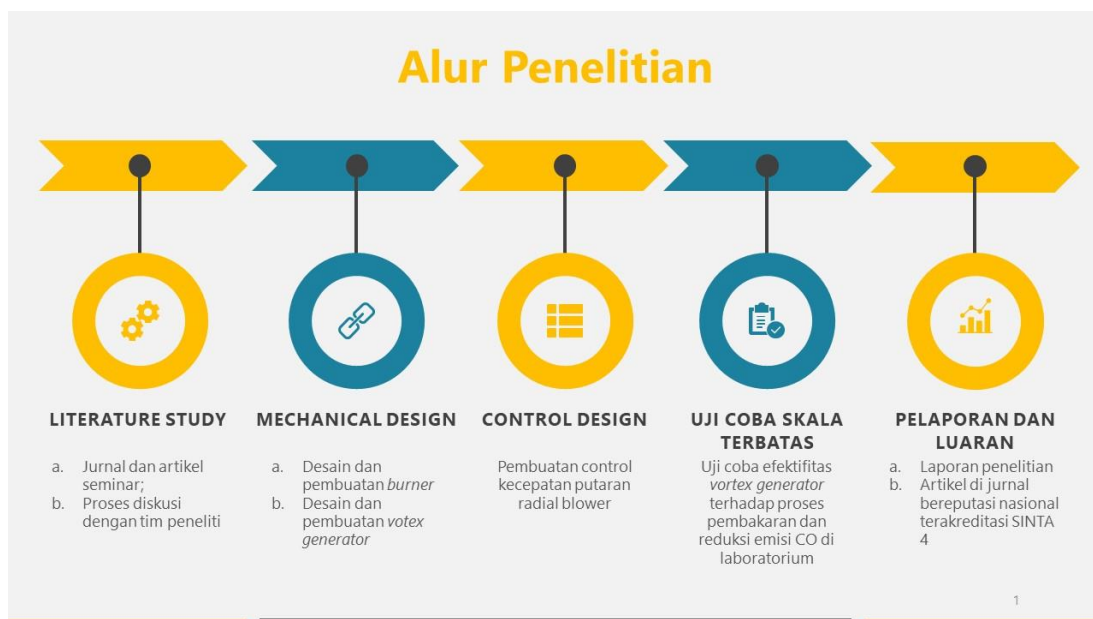 Alur Penelitian
LITERATURE STUDY
a. Jurnal dan artikel
seminar;
b. Proses diskusi
dengan tim peneliti
MECHANICAL DESIGN
a. Desain dan
pembuatan burner
b. Desain dan
pembuatan votex
generator
CONTROL DESIGN
Pembuatan control
kecepatan putaran
radial blower
UJI COBA SKALA
TERBATAS
Uji coba efektifitas
vortex generator
terhadap proses
pembakaran dan
reduksi emisi CO di
laboratorium
PELAPORAN DAN
LUARAN
a. Laporan penelitian
b. Artikel di jurnal
bereputasi nasional
terakreditasi SINTA
4
1